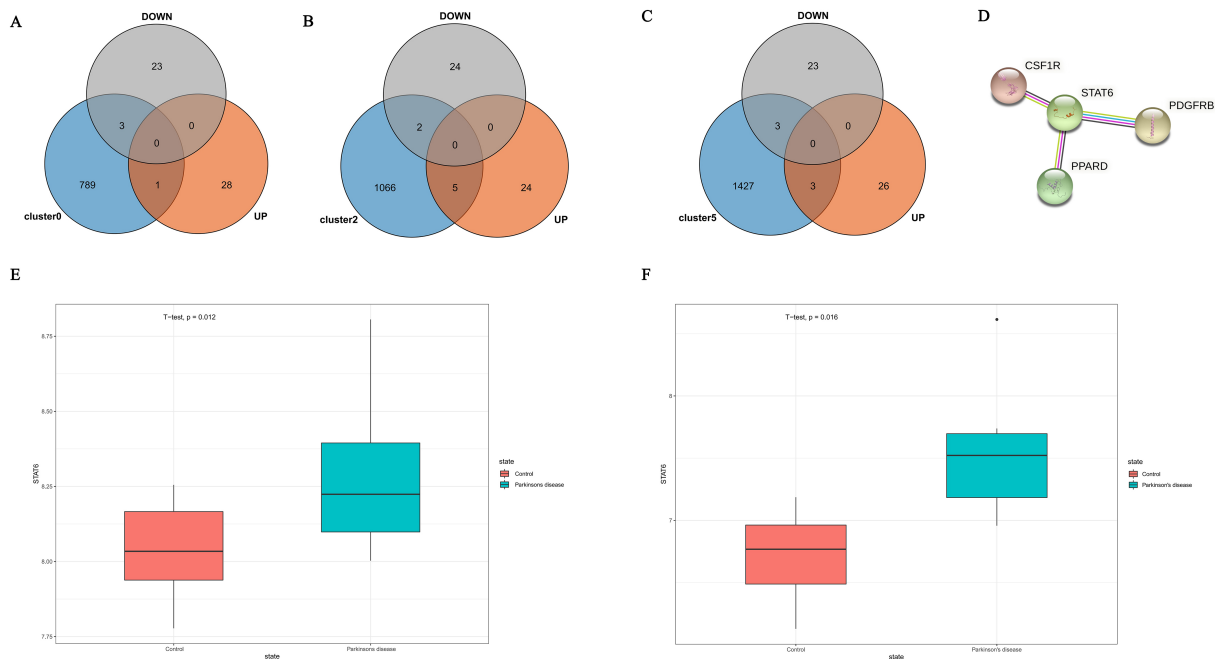 A
DOWN
23
3
0
0
789
1
28
cluster0
UP
B
DOWN
24
2
0
0
1066
5
24
cluster2
UP
C
DOWN
23
3
0
0
1427
3
26
cluster5
UP
D
CSF1R
STAT6
PDGFRB
PPARD
E
T-test, p = 0.012
8.75
8.50
8.25
8.00
7.75
STAT6
Control
Parkinsons disease
state
state
Control
Parkinsons disease
F
T-test, p = 0.016
8
7
STAT6
Control
Parkinson's disease
state
state
Control
Parkinson's disease